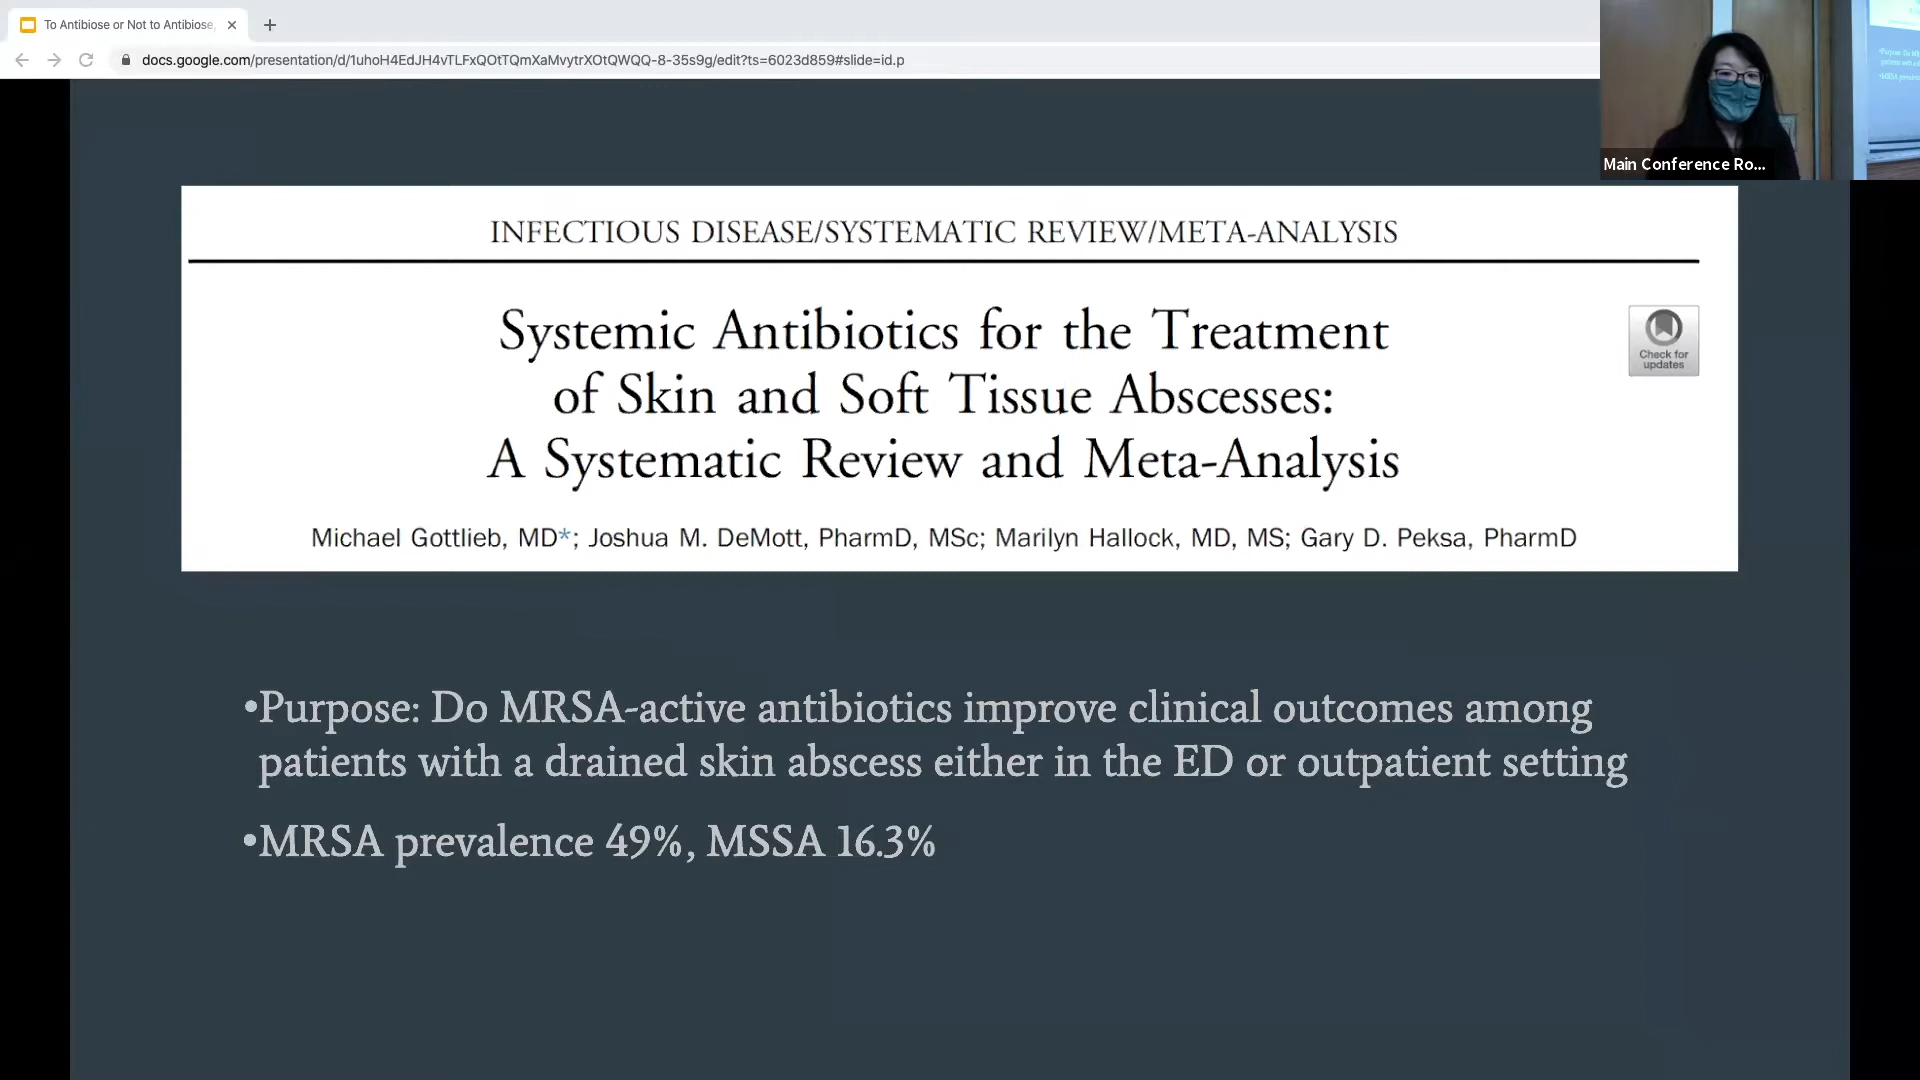 To Antibiose or Not to Antibiose,
docs.google.com/presentation/d/1uhoH4EdJH4vTLFxQOtTQmXaMvytrXOtQWQQ-8-35s9g/edit?ts=6023d859#slide=id.p
Main Conference Ro...
INFECTIOUS DISEASE/SYSTEMATIC REVIEW/META-ANALYSIS
Systemic Antibiotics for the Treatment
of Skin and Soft Tissue Abscesses:
A Systematic Review and Meta-Analysis
Check for
updates
Michael Gottlieb, MD*; Joshua M. DeMott, PharmD, MSc; Marilyn Hallock, MD, MS; Gary D. Peksa, PharmD
•Purpose: Do MRSA-active antibiotics improve clinical outcomes among
patients with a drained skin abscess either in the ED or outpatient setting
•MRSA prevalence 49%, MSSA 16.3%